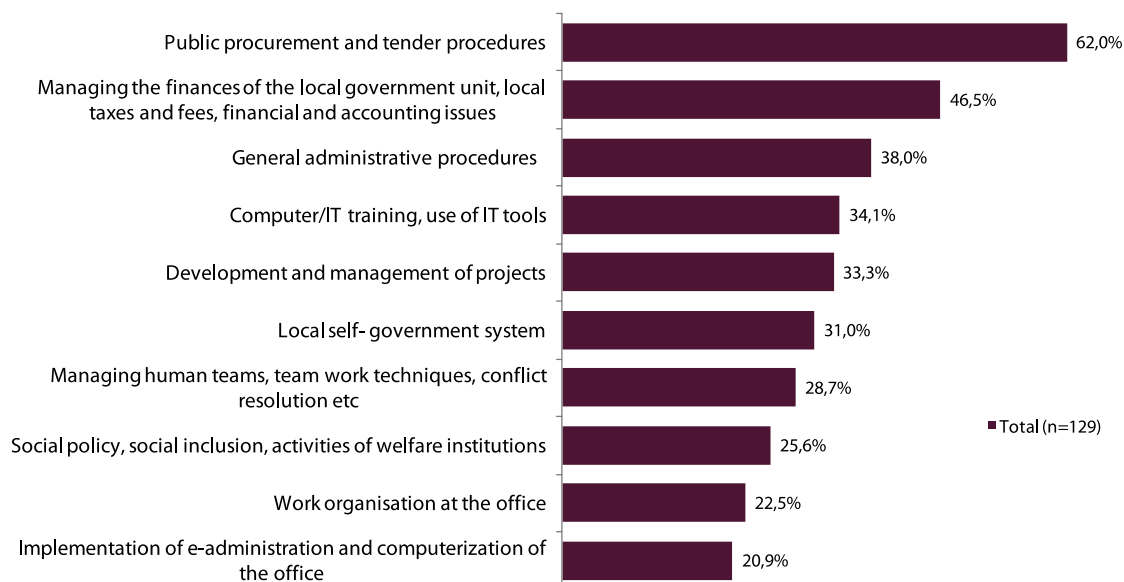 Public procurement and tender procedures
62,0%
Managing the finances of the local government unit, local
taxes and fees, financial and accounting issues
46,5%
General administrative procedures
38,0%
Computer/IT training, use of IT tools
34,1%
Development and management of projects
33,3%
Local self-government system
31,0%
Managing human teams, team work techniques, conflict
resolution etc
28,7%
Total (n=129)
Social policy, social inclusion, activities of welfare institutions
25,6%
Work organisation at the office
22,5%
Implementation of e-administration and computerization of
the office
20,9%